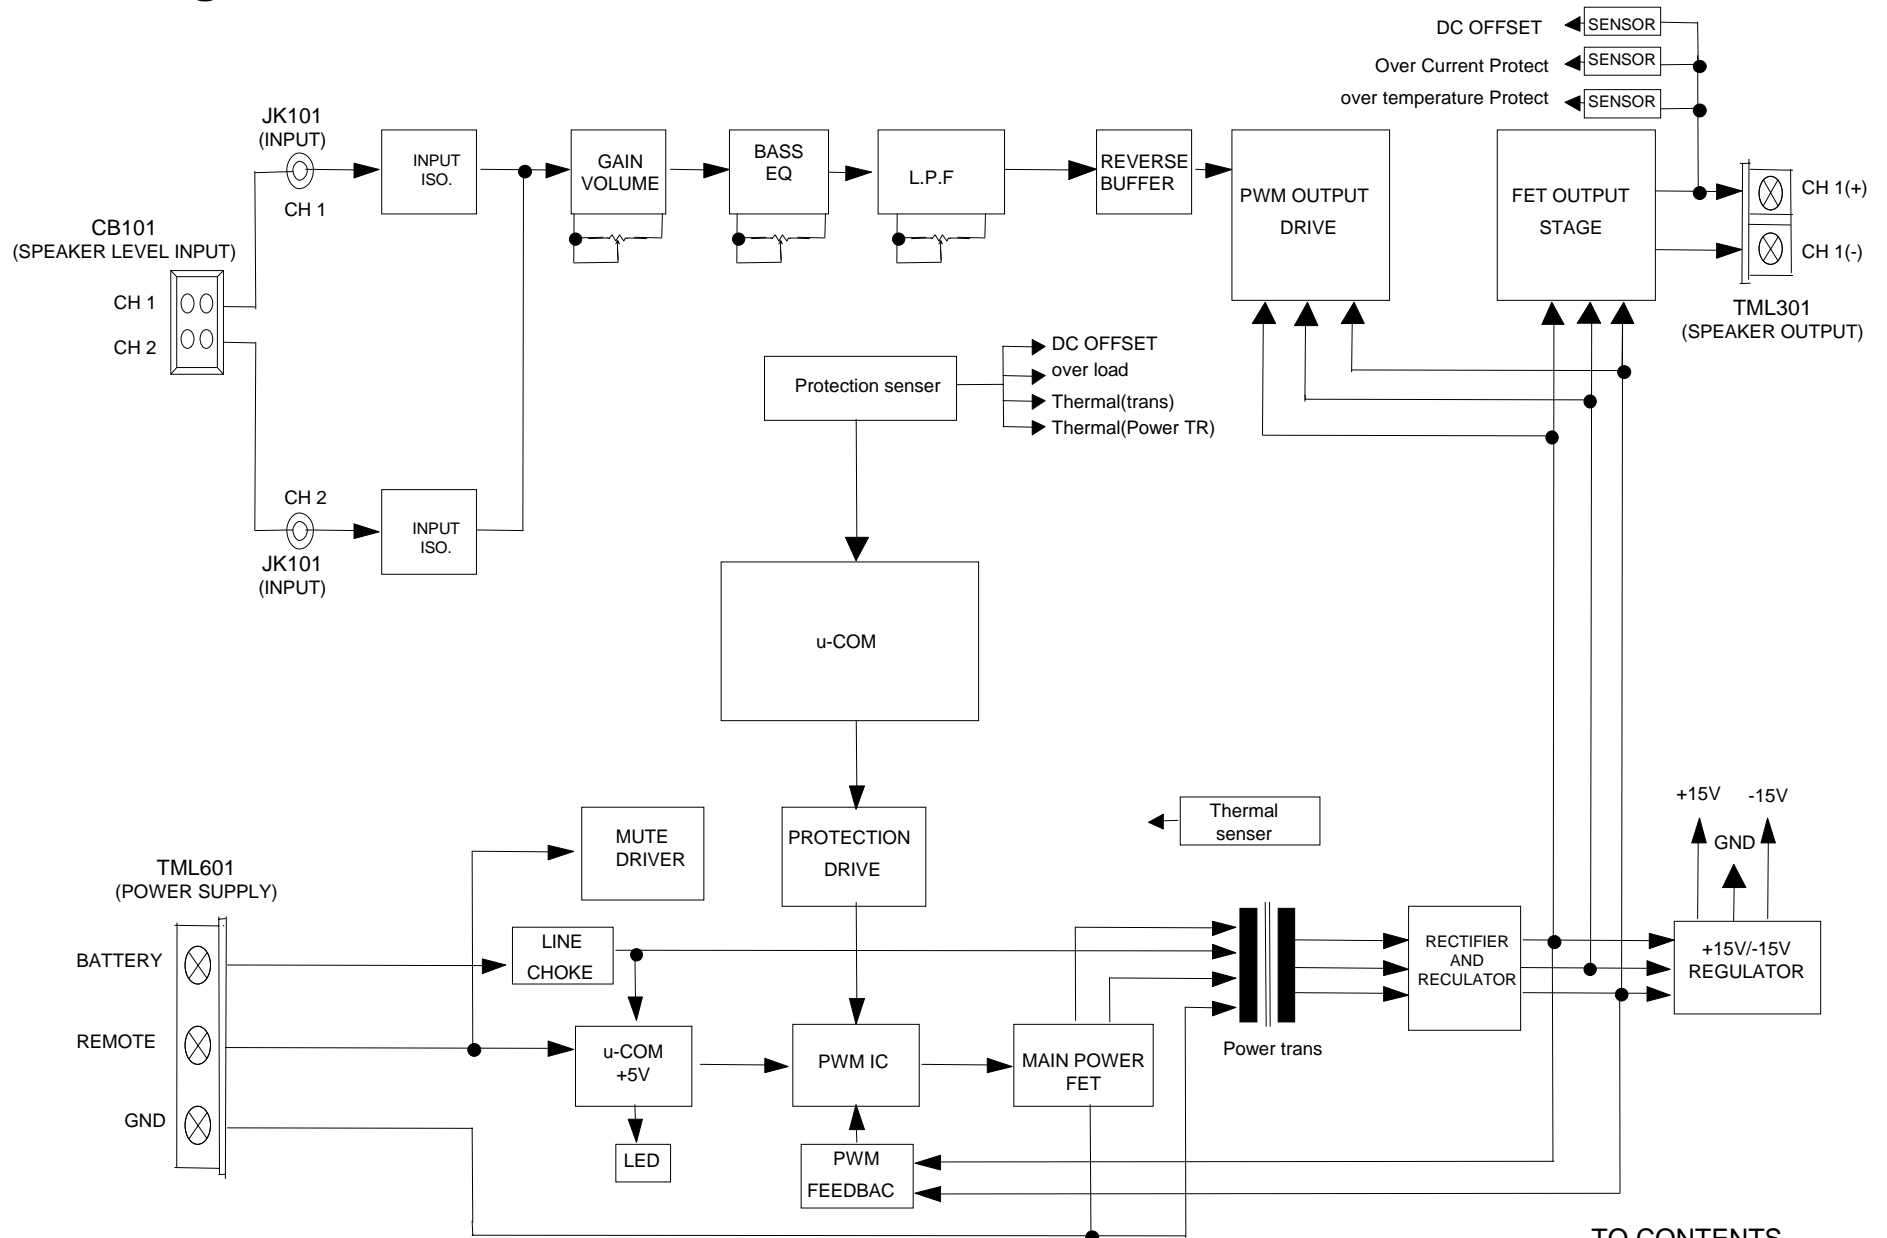 DC OFFSET
SENSOR
Over Current Protect
SENSOR
over temperature Protect
SENSOR
JK101
(INPUT)
CH 1
CB101
(SPEAKER LEVEL INPUT)
CH 1
CH 2
INPUT
ISO.
GAIN
VOLUME
BASS
EQ
L.P.F
REVERSE
BUFFER
PWM OUTPUT
DRIVE
FET OUTPUT
STAGE
CH 1(+)
CH 1(-)
TML301
(SPEAKER OUTPUT)
Protection senser
DC OFFSET
over load
Thermal(trans)
Thermal(Power TR)
CH 2
JK101
(INPUT)
INPUT
ISO.
u-COM
Thermal
senser
+15V
-15V
GND
MUTE
DRIVER
PROTECTION
DRIVE
TML601
(POWER SUPPLY)
BATTERY
REMOTE
GND
LINE
CHOKE
u-COM
+5V
LED
PWM IC
PWM
FEEDBAC
MAIN POWER
FET
Power trans
RECTIFIER
AND
RECULATOR
+15V/-15V
REGULATOR
TO CONTENTS